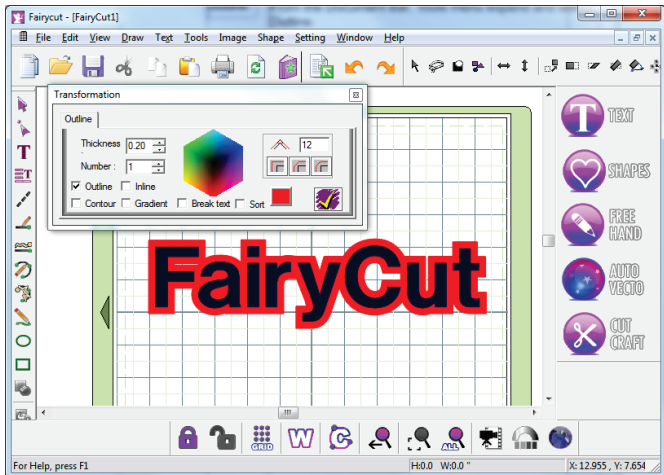 Fairycut - [FairyCut1]
Outline.
File Edit View Draw Text Tools Image Shape Setting Window Help
Transformation
Outline
Thickness 0.20 12
Number : 1
Outline Inline
Contour Gradient Break text Sort
T
T
FairyCut
T TEXT
SHAPES
FREE
HAND
AUTO
VECTO
CUT
CRAFT
GRID W C ALL
For Help, press F1 H:0.0 W:0.0 " X: 12.955 , Y: 7.654